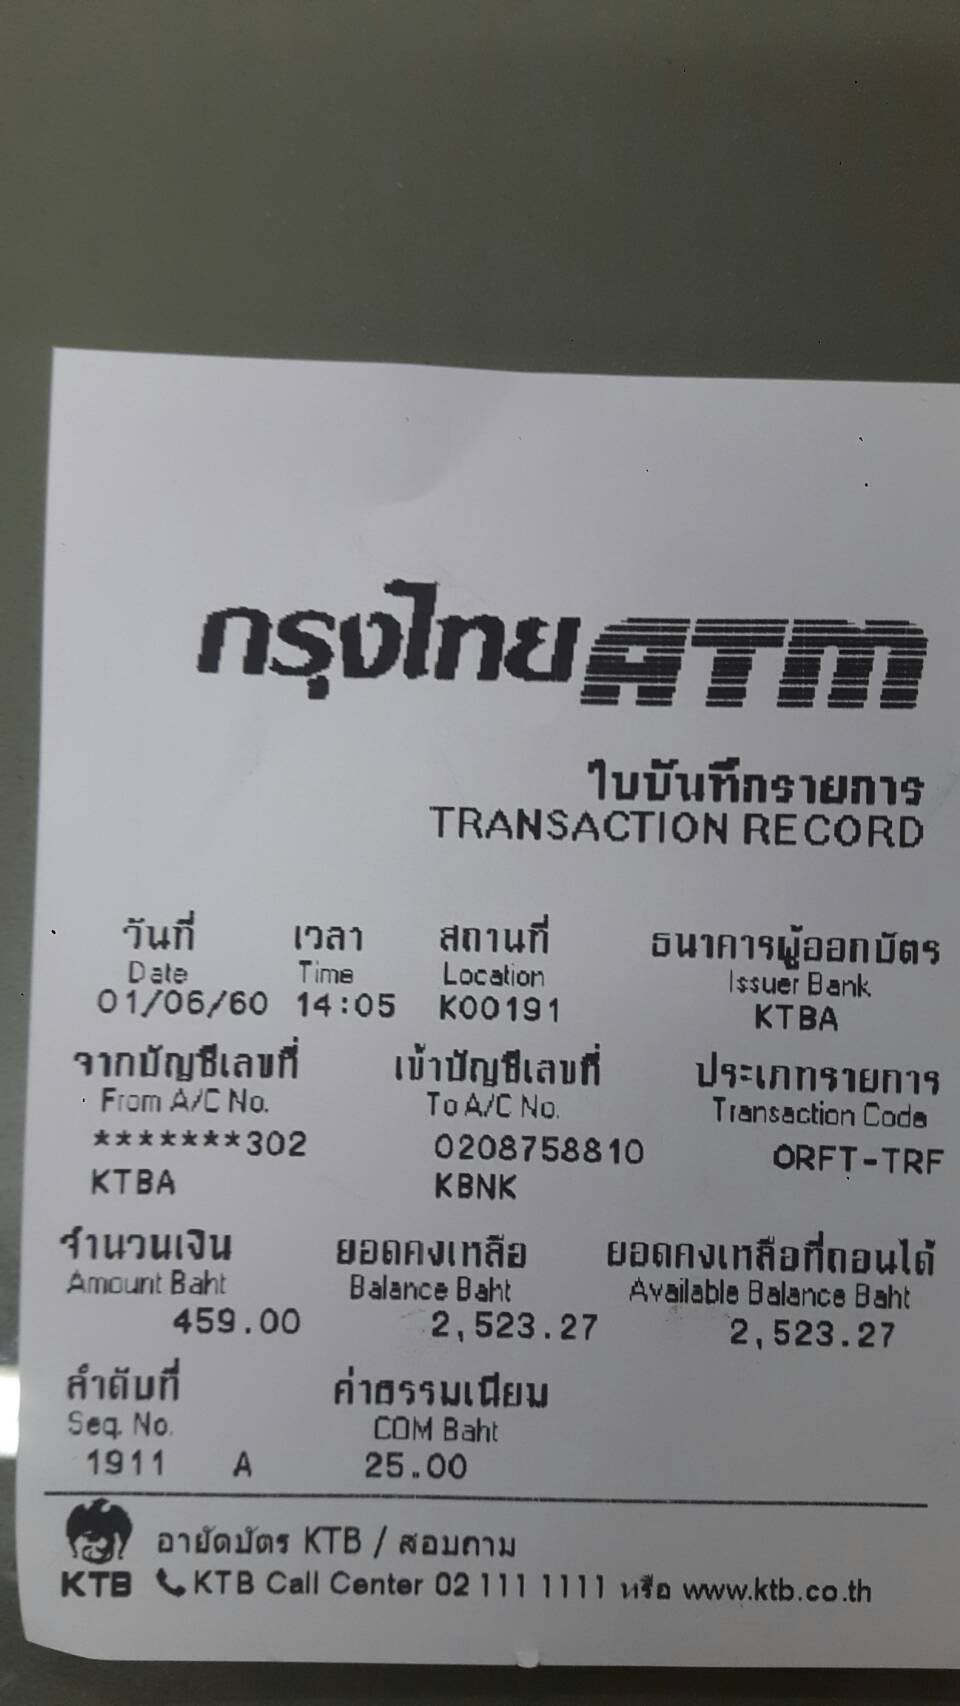 กรุงไทย ATM
ใบบันทึกรายการ
TRANSACTION RECORD
วันที่ เวลา สถานที่ ธนาคารผู้ออกบัตร
Date Time Location Issuer Bank
01/06/60 14:05 K00191 KTBA
จากบัญชีเลขที่ เข้าบัญชีเลขที่ ประเภทรายการ
From A/C No. To A/C No. Transaction Code
*******302 0208758810 ORFT-TRF
KTBA KBNK
จำนวนเงิน ยอดคงเหลือ ยอดคงเหลือที่ถอนได้
Amount Baht Balance Baht Available Balance Baht
459.00 2,523.27 2,523.27
ลำดับที่ ค่าธรรมเนียม
Seq. No. COM Baht
1911 A 25.00
อายัดบัตร KTB / สอบถาม
KTB KTB Call Center 02 111 1111 หรือ www.ktb.co.th